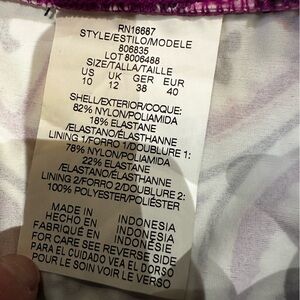 RN16687
STYLE/ESTILO/MODELE
806835
LOT 8006488
SIZE/TALLA/TAILLE
US UK GER EUR
10 12 38 40
SHELL/EXTERIOR/COQUE:
82% NYLON/POLIAMIDA
18% ELASTANE
/ELASTANO/ÉLASTHANNE
LINING 1/FORRO 1/DOUBLURE 1:
78% NYLON/POLIAMIDA
22% ELASTANE
/ELASTANO/ÉLASTHANNE
LINING 2/FORRO 2/DOUBLURE 2:
100% POLYESTER/POLIÉSTER
MADE IN INDONESIA
HECHO EN INDONESIA
FABRIQUÉ EN INDONÉSIE
FOR CARE SEE REVERSE SIDE
PARA EL CUIDADO VEA EL DORSO
POUR LE SOIN VOIR LE VERSO